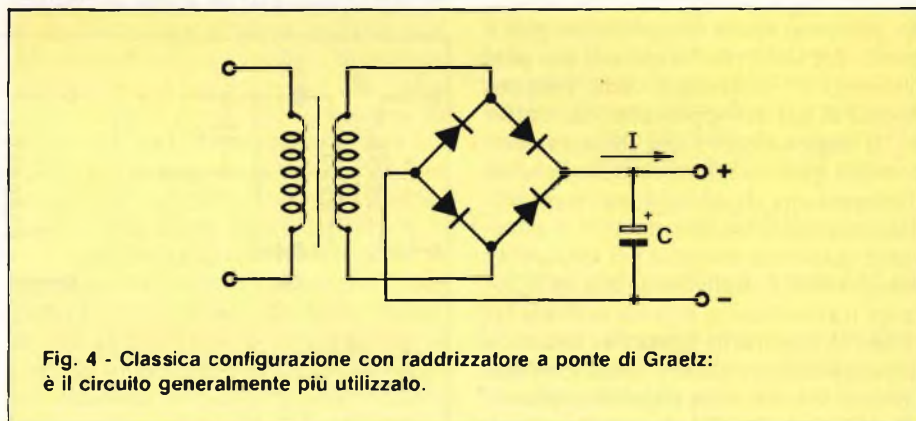 I
+
+
C
−
Fig. 4 - Classica configurazione con raddrizzatore a ponte di Graetz:
è il circuito generalmente più utilizzato.